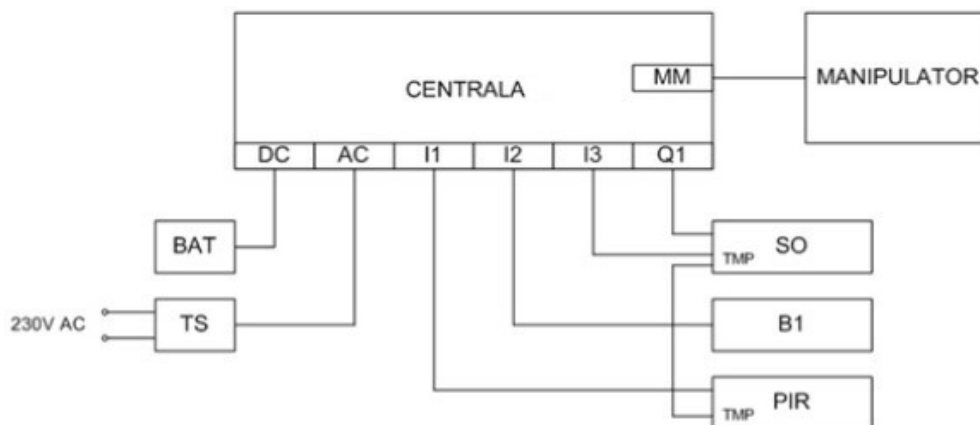 CENTRALA
MM
MANIPULATOR
DC AC I1 I2 I3 Q1
BAT
SO
TMP
230V AC
TS
B1
PIR
TMP